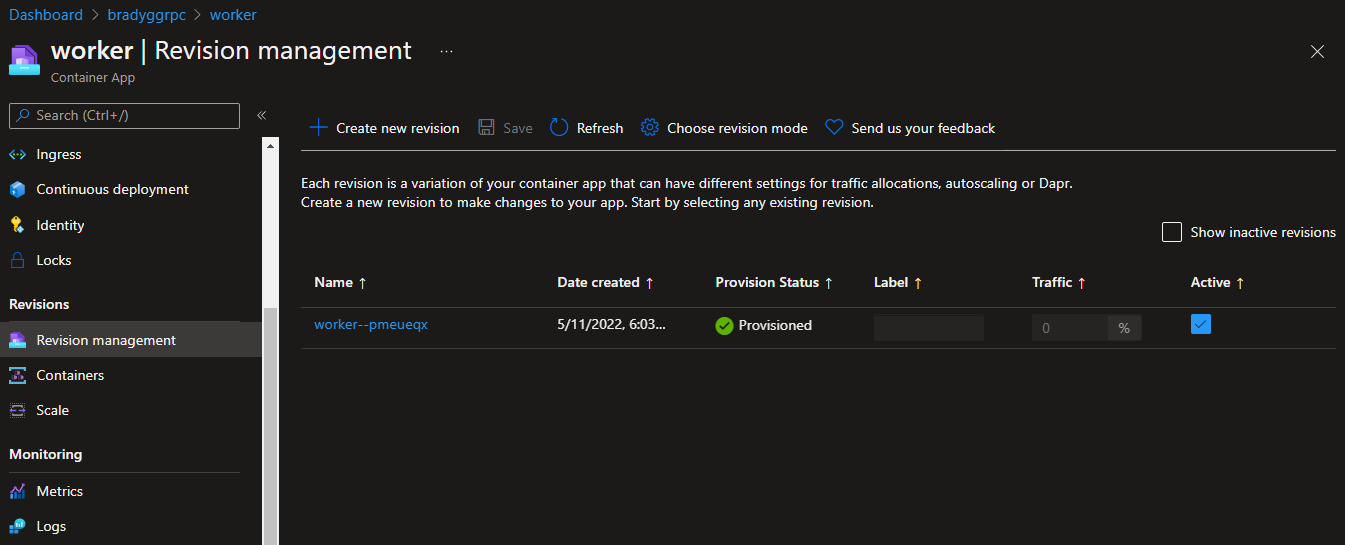 Dashboard > bradyggrpc > worker
worker | Revision management ...
Container App
Search (Ctrl+/) «
Create new revision Save Refresh Choose revision mode Send us your feedback
Ingress
Continuous deployment
Identity
Locks
Revisions
Revision management
Containers
Scale
Monitoring
Metrics
Logs
Each revision is a variation of your container app that can have different settings for traffic allocations, autoscaling or Dapr.
Create a new revision to make changes to your app. Start by selecting any existing revision.
Show inactive revisions
Name ↑ Date created ↑ Provision Status ↑ Label ↑ Traffic ↑ Active ↑
worker--pmeueqx 5/11/2022, 6:03... Provisioned 0 %